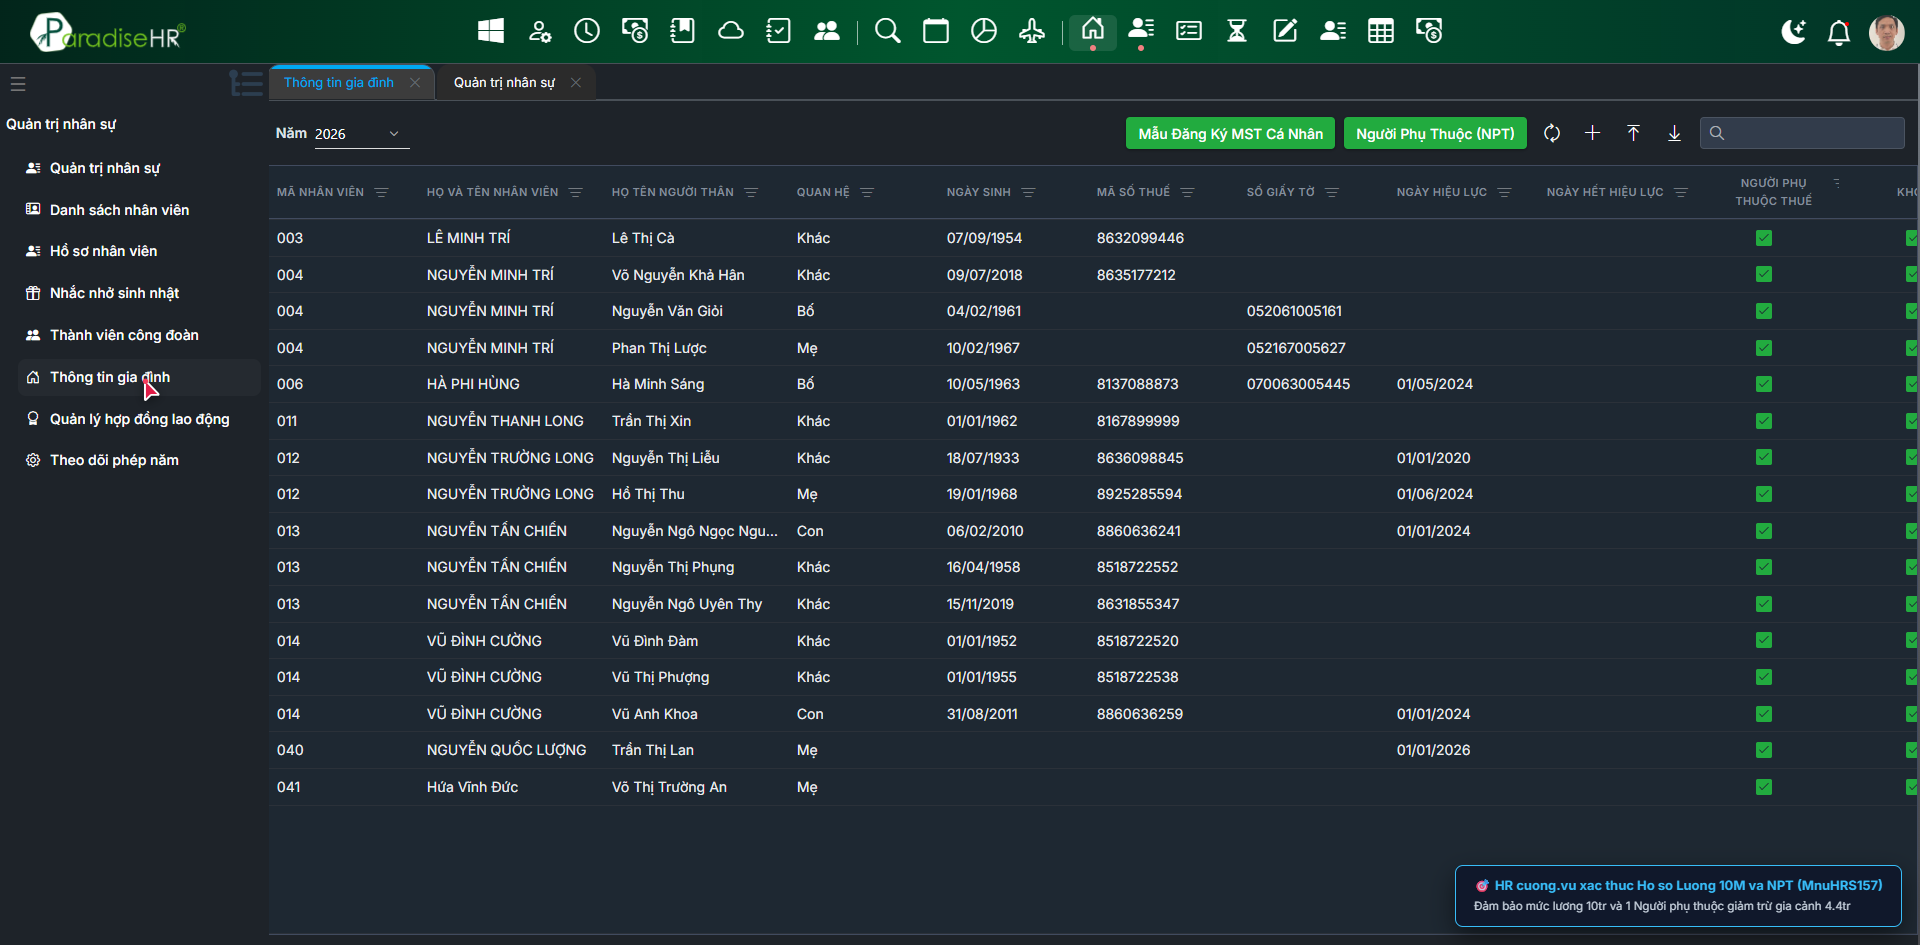 ParadiseHR®
Thông tin gia đình
Quản trị nhân sự
Quản trị nhân sự
Quản trị nhân sự
Danh sách nhân viên
Hồ sơ nhân viên
Nhắc nhở sinh nhật
Thành viên công đoàn
Thông tin gia đình
Quản lý hợp đồng lao động
Theo dõi phép năm
Năm 2026
Mẫu Đăng Ký MST Cá Nhân
Người Phụ Thuộc (NPT)
MÃ NHÂN VIÊN HỌ VÀ TÊN NHÂN VIÊN HỌ TÊN NGƯỜI THÂN QUAN HỆ NGÀY SINH MÃ SỐ THUẾ SỐ GIẤY TỜ NGÀY HIỆU LỰC NGÀY HẾT HIỆU LỰC NGƯỜI PHỤ THUỘC THUẾ KHÔ
003 LÊ MINH TRÍ Lê Thị Cà Khác 07/09/1954 8632099446
004 NGUYỄN MINH TRÍ Võ Nguyễn Khả Hân Khác 09/07/2018 8635177212
004 NGUYỄN MINH TRÍ Nguyễn Văn Giỏi Bố 04/02/1961 052061005161
004 NGUYỄN MINH TRÍ Phan Thị Lược Mẹ 10/02/1967 052167005627
006 HÀ PHI HÙNG Hà Minh Sáng Bố 10/05/1963 8137088873 070063005445 01/05/2024
011 NGUYỄN THANH LONG Trần Thị Xin Khác 01/01/1962 8167899999
012 NGUYỄN TRƯỜNG LONG Nguyễn Thị Liễu Khác 18/07/1933 8636098845 01/01/2020
012 NGUYỄN TRƯỜNG LONG Hồ Thị Thu Mẹ 19/01/1968 8925285594 01/06/2024
013 NGUYỄN TẤN CHIẾN Nguyễn Ngô Ngọc Ngu... Con 06/02/2010 8860636241 01/01/2024
013 NGUYỄN TẤN CHIẾN Nguyễn Thị Phụng Khác 16/04/1958 8518722552
013 NGUYỄN TẤN CHIẾN Nguyễn Ngô Uyên Thy Khác 15/11/2019 8631855347
014 VŨ ĐÌNH CƯỜNG Vũ Đình Đàm Khác 01/01/1952 8518722520
014 VŨ ĐÌNH CƯỜNG Vũ Thị Phượng Khác 01/01/1955 8518722538
014 VŨ ĐÌNH CƯỜNG Vũ Anh Khoa Con 31/08/2011 8860636259 01/01/2024
040 NGUYỄN QUỐC LƯỢNG Trần Thị Lan Mẹ 01/01/2026
041 Hứa Vĩnh Đức Võ Thị Trường An Mẹ
HR cuong.vu xac thuc Ho so Luong 10M va NPT (MnuHRS157)
Đảm bảo mức lương 10tr và 1 Người phụ thuộc giảm trừ gia cảnh 4.4tr